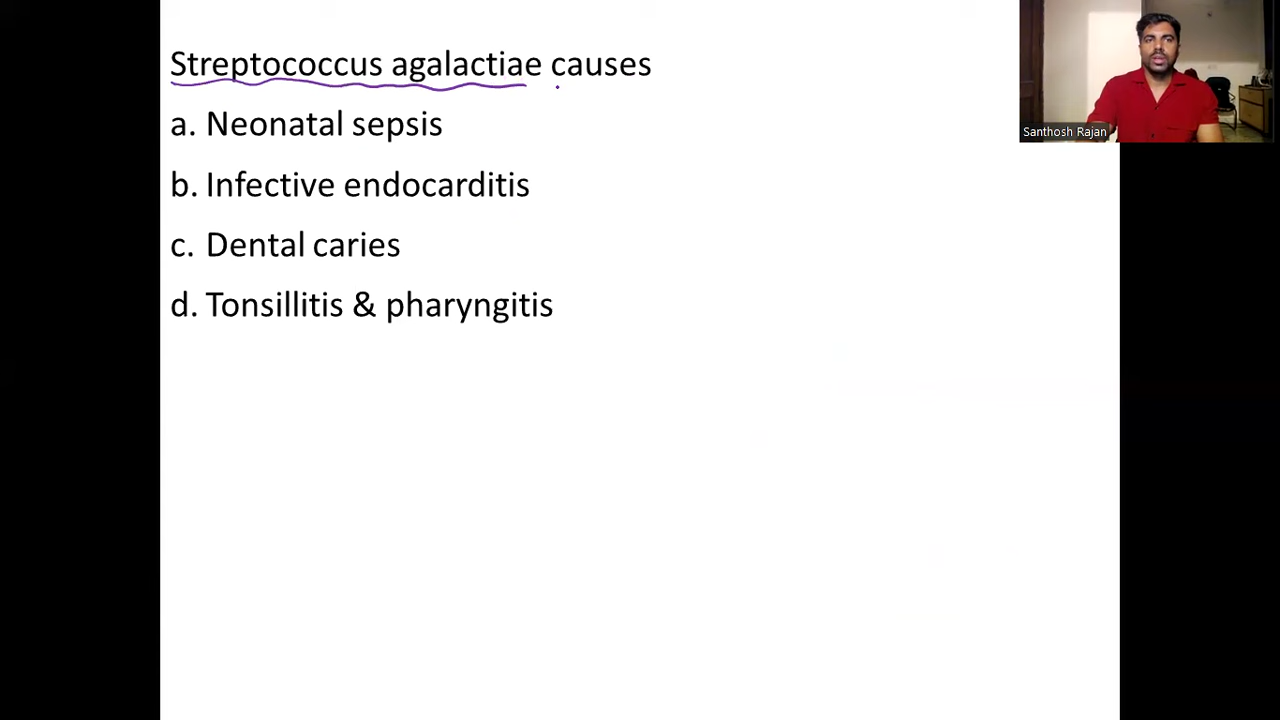 Streptococcus agalactiae causes
a. Neonatal sepsis
b. Infective endocarditis
c. Dental caries
d. Tonsillitis & pharyngitis
Santhosh Rajan